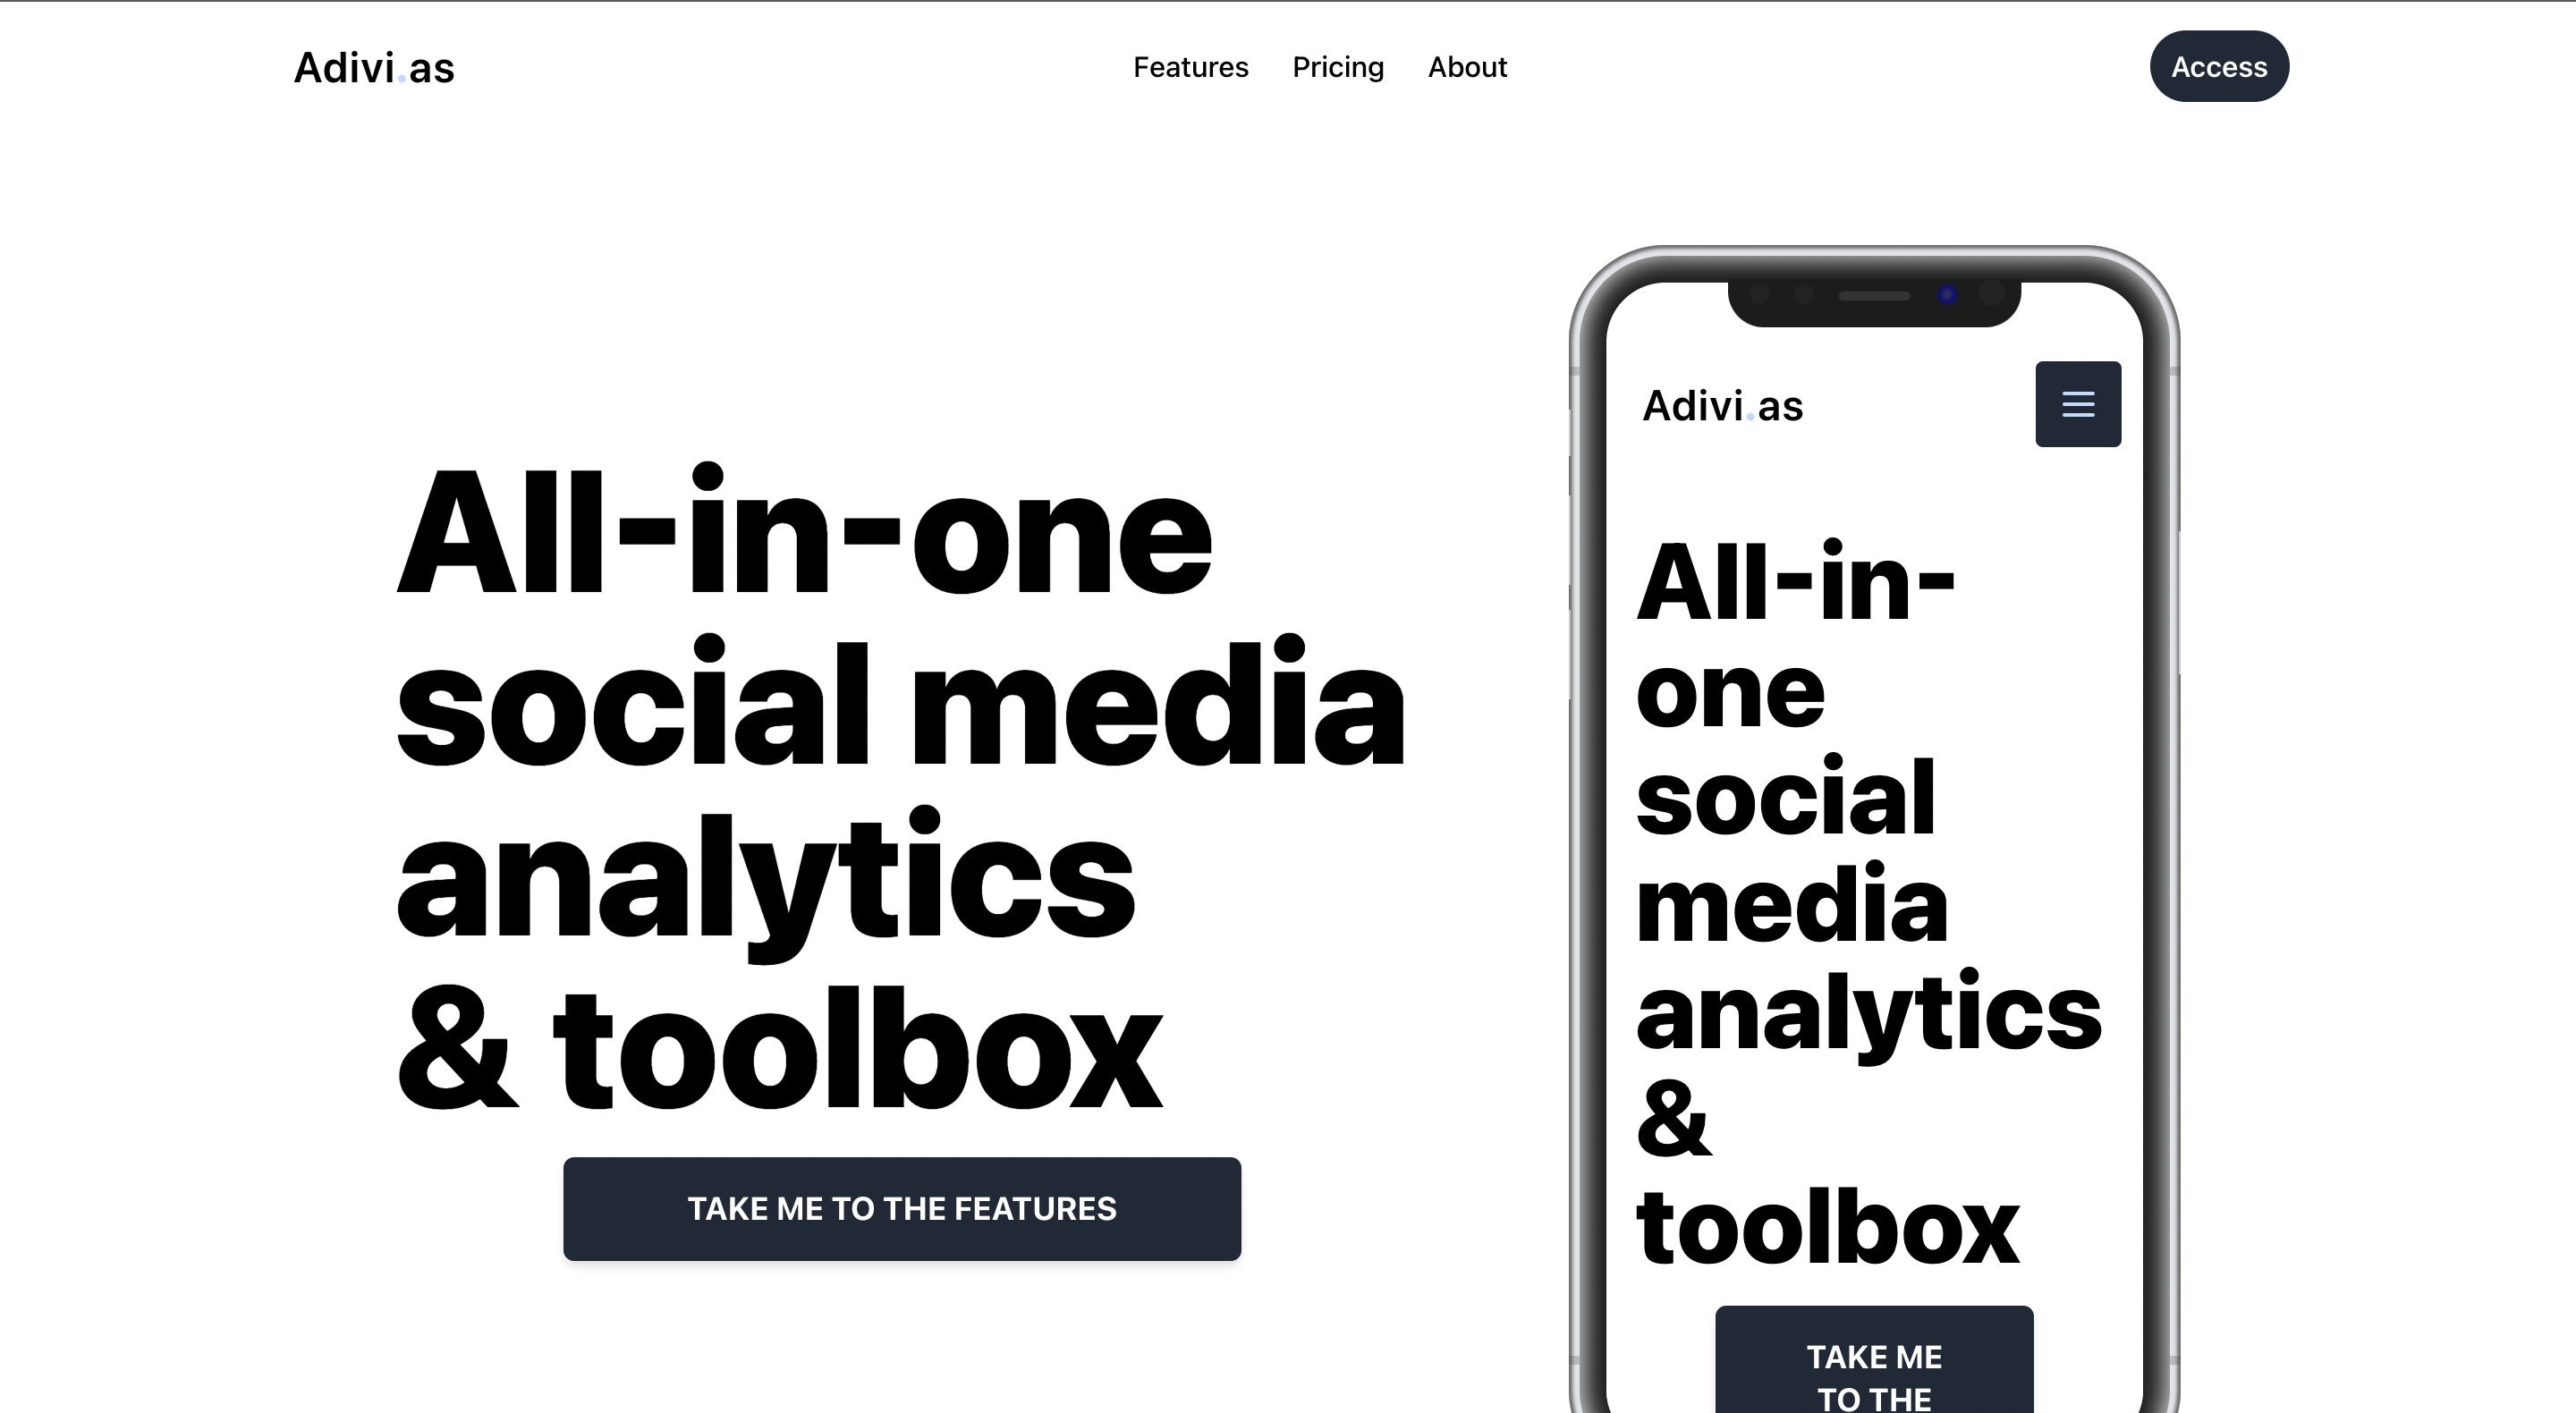 Adivi.as
Features Pricing About
Access
All-in-one
social media
analytics
& toolbox
TAKE ME TO THE FEATURES
Adivi.as
All-in-
one
social
media
analytics
&
toolbox
TAKE ME
TO THE